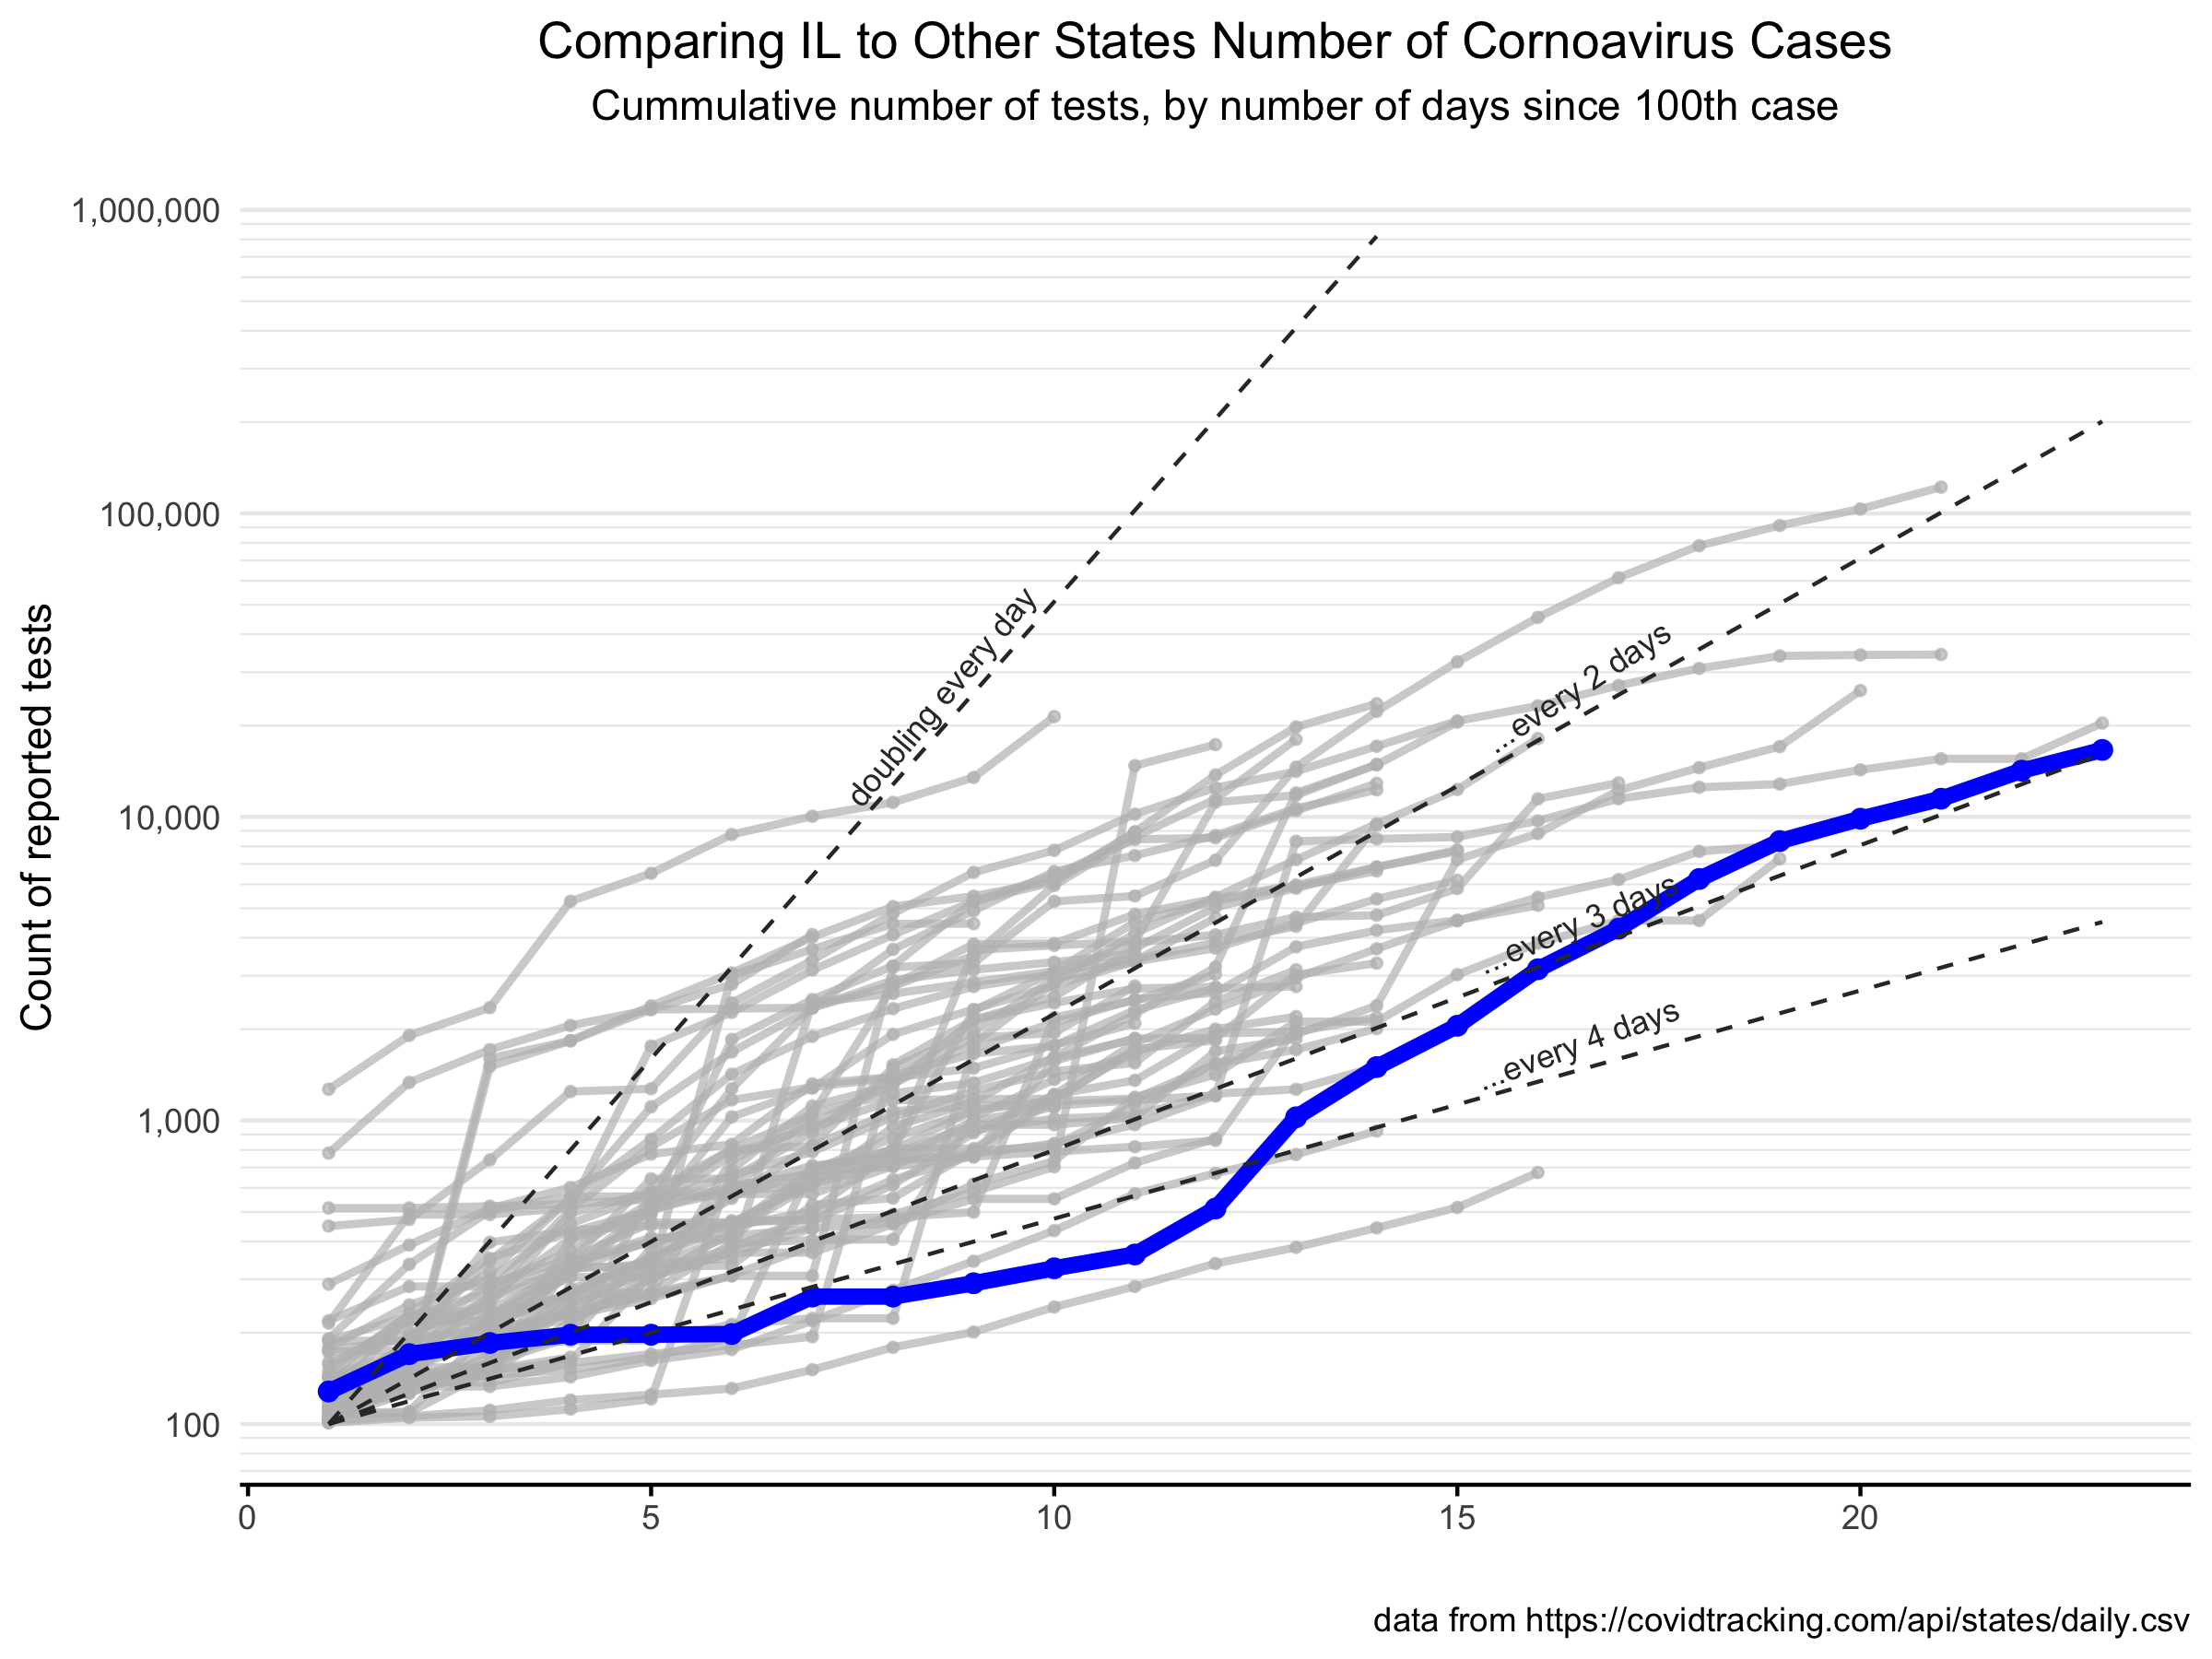 Comparing IL to Other States Number of Cornoavirus Cases
Cummulative number of tests, by number of days since 100th case
Count of reported tests
1,000,000
100,000
10,000
1,000
100
doubling every day
...every 2 days
...every 3 days
...every 4 days
0
5
10
15
20
data from https://covidtracking.com/api/states/daily.csv